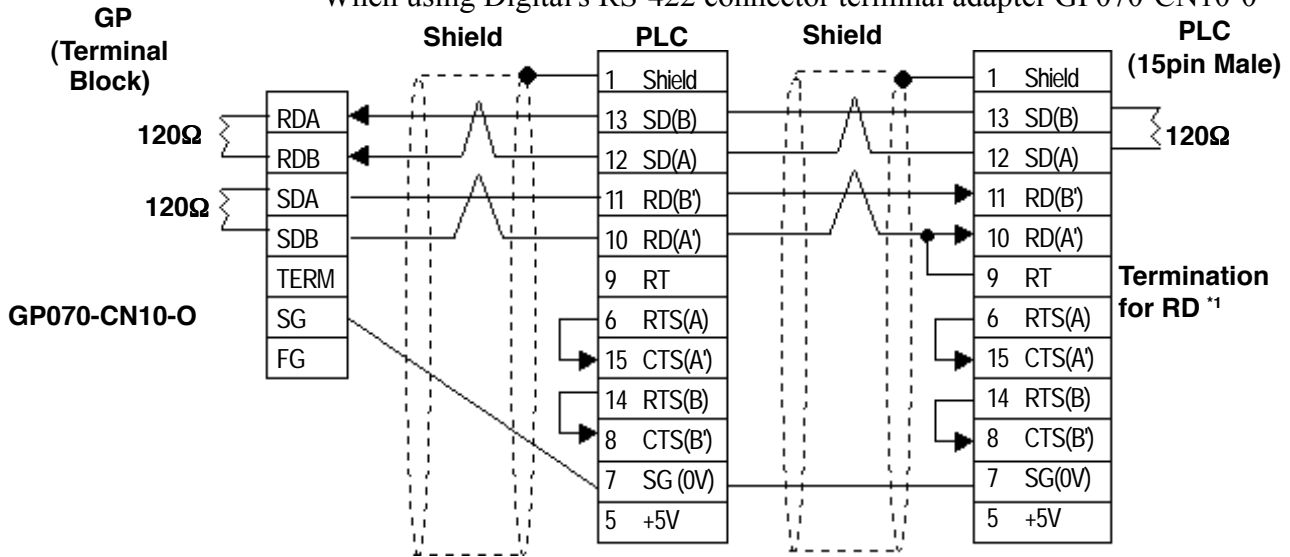 When using Digital's RS-422 connector terminal adapter GP070-CN10-0
GP
(Terminal
Block)
Shield
PLC
Shield
PLC
(15pin Male)
120Ω
120Ω
RDA
RDB
SDA
SDB
TERM
SG
FG
GP070-CN10-O
1 Shield
13 SD(B)
12 SD(A)
11 RD(B')
10 RD(A')
9 RT
6 RTS(A)
15 CTS(A')
14 RTS(B)
8 CTS(B')
7 SG (0V)
5 +5V
1 Shield
13 SD(B)
12 SD(A)
11 RD(B')
10 RD(A')
9 RT
6 RTS(A)
15 CTS(A')
14 RTS(B)
8 CTS(B')
7 SG(0V)
5 +5V
120Ω
Termination
for RD *1